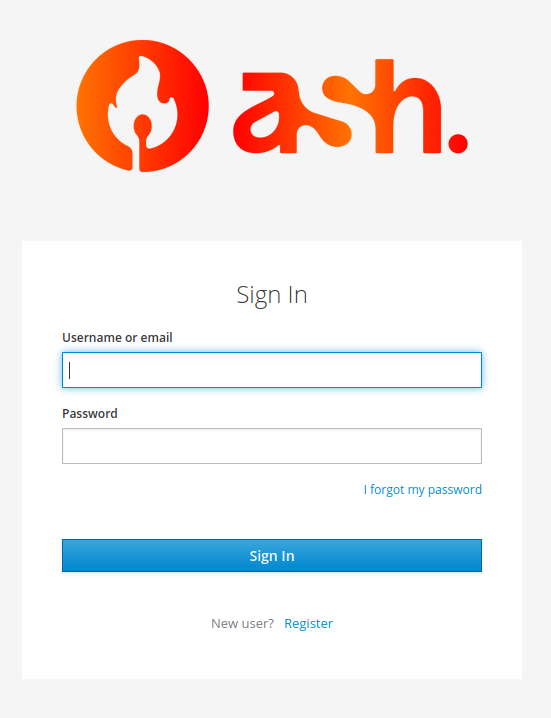 ash.
Sign In
Username or email
Password
I forgot my password
Sign In
New user? Register